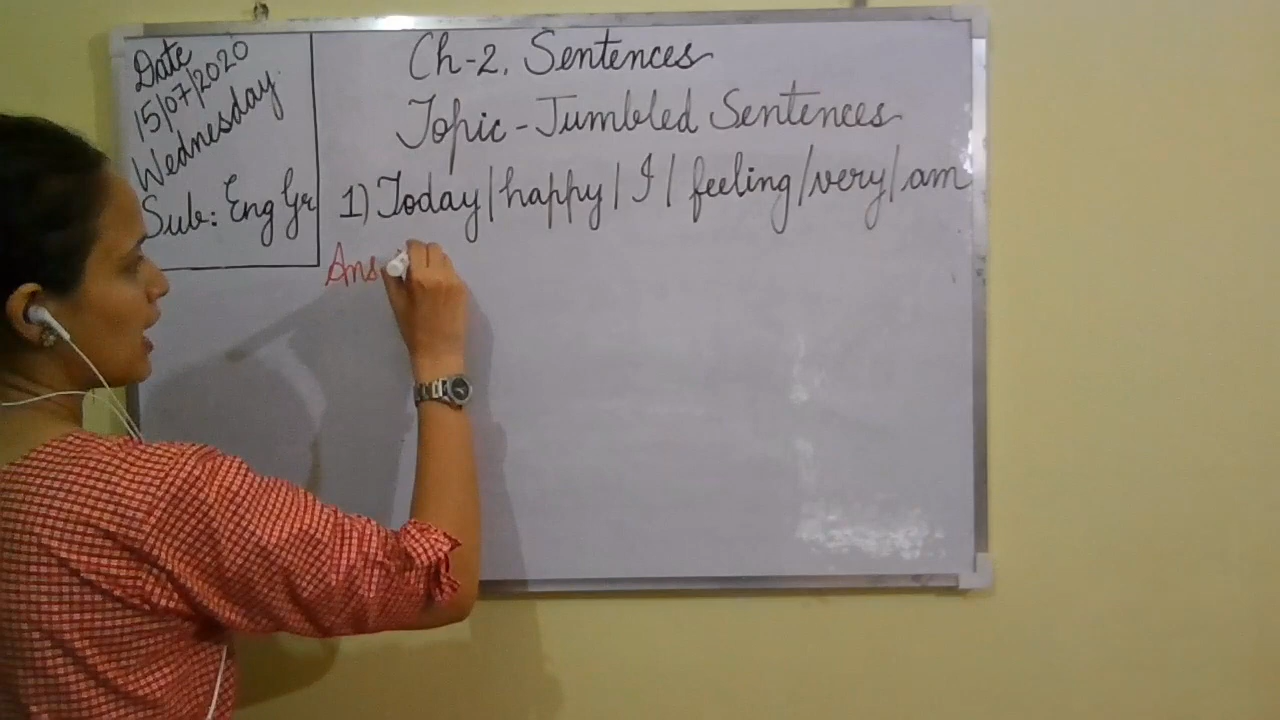 Date
15/07/2020
Wednesday
Sub: Eng Gr
Ch-2. Sentences
Topic - Jumbled Sentences
1) Today/happy/I/feeling/very/am
Ans